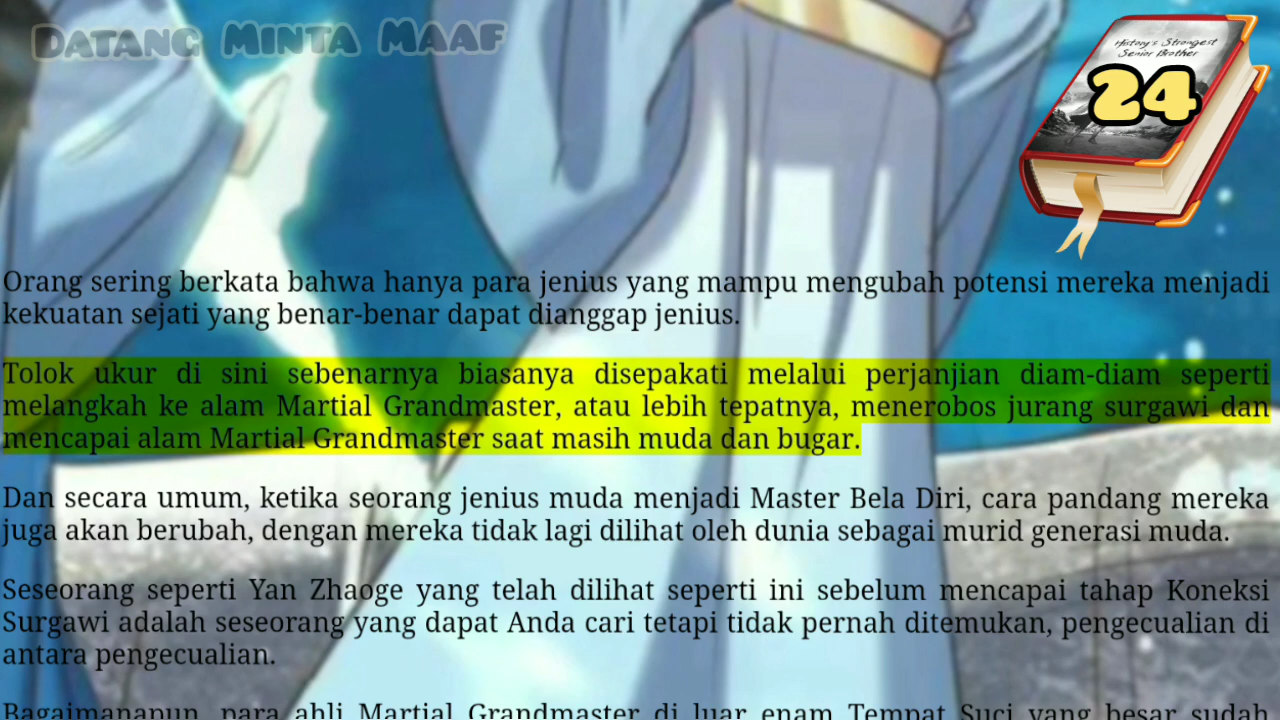 Datang Minta Maaf
History's Strongest
Senior Brother
24
Orang sering berkata bahwa hanya para jenius yang mampu mengubah potensi mereka menjadi
kekuatan sejati yang benar-benar dapat dianggap jenius.
Tolok ukur di sini sebenarnya biasanya disepakati melalui perjanjian diam-diam seperti
melangkah ke alam Martial Grandmaster, atau lebih tepatnya, menerobos jurang surgawi dan
mencapai alam Martial Grandmaster saat masih muda dan bugar.
Dan secara umum, ketika seorang jenius muda menjadi Master Bela Diri, cara pandang mereka
juga akan berubah, dengan mereka tidak lagi dilihat oleh dunia sebagai murid generasi muda.
Seseorang seperti Yan Zhaoge yang telah dilihat seperti ini sebelum mencapai tahap Koneksi
Surgawi adalah seseorang yang dapat Anda cari tetapi tidak pernah ditemukan, pengecualian di
antara pengecualian.
Bagaimanapun, para ahli Martial Grandmaster di luar enam Tempat Suci yang besar sudah